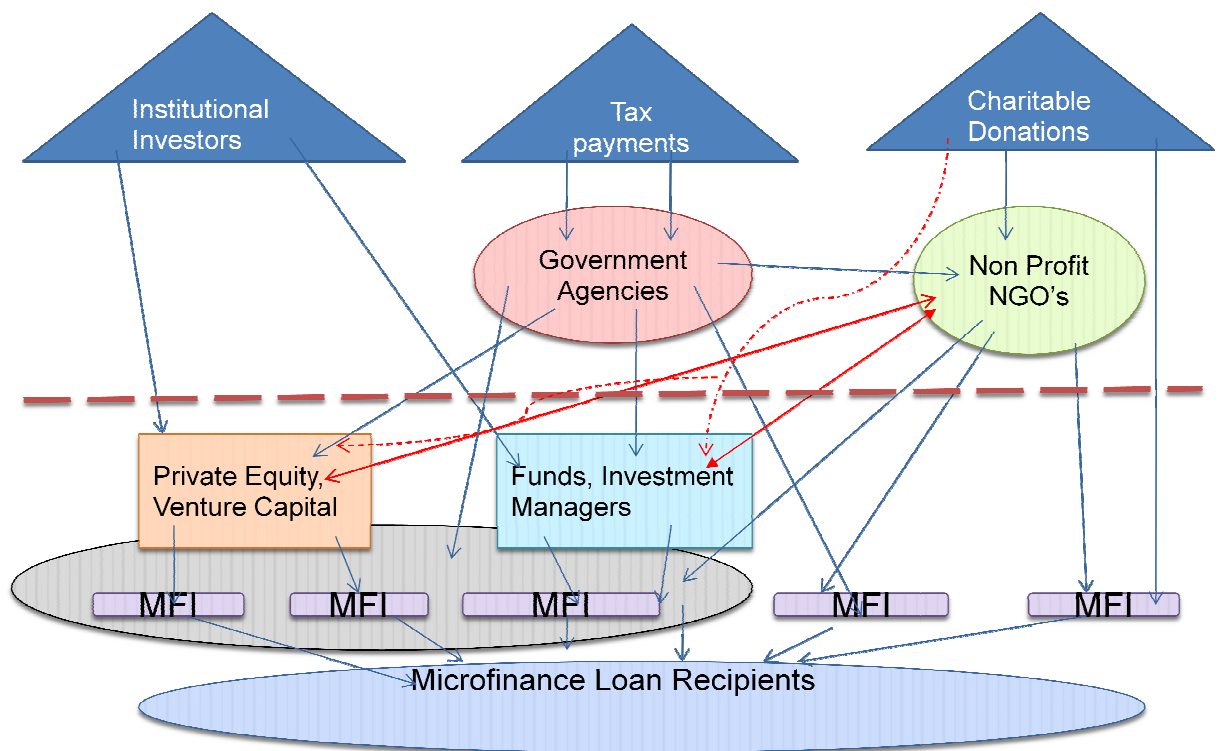 Institutional
Investors
Tax
payments
Charitable
Donations
Government
Agencies
Non Profit
NGO’s
Private Equity,
Venture Capital
Funds, Investment
Managers
MFI
MFI
MFI
MFI
MFI
Microfinance Loan Recipients